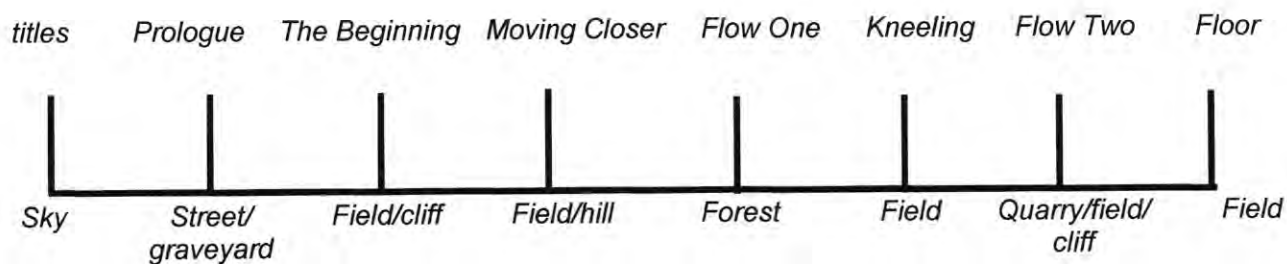 titles Prologue The Beginning Moving Closer Flow One Kneeling Flow Two Floor
Sky Street/ Field/cliff Field/hill Forest Field Quarry/field/ Field
graveyard cliff